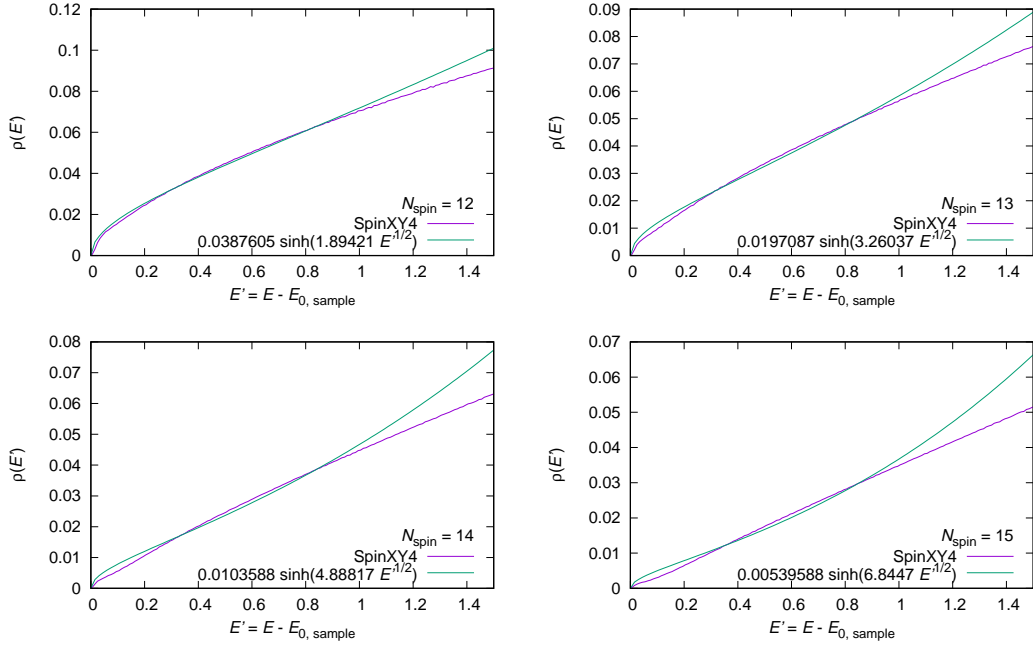 0.12
0.1
0.08
0.06
0.04
0.02
0
ρ(E')
0 0.2 0.4 0.6 0.8 1 1.2 1.4
E' = E - E0, sample
Nspin = 12
SpinXY4
0.0387605 sinh(1.89421 E'1/2)
0.09
0.08
0.07
0.06
0.05
0.04
0.03
0.02
0.01
0
ρ(E')
0 0.2 0.4 0.6 0.8 1 1.2 1.4
E' = E - E0, sample
Nspin = 13
SpinXY4
0.0197087 sinh(3.26037 E'1/2)
0.08
0.07
0.06
0.05
0.04
0.03
0.02
0.01
0
ρ(E')
0 0.2 0.4 0.6 0.8 1 1.2 1.4
E' = E - E0, sample
Nspin = 14
SpinXY4
0.0103588 sinh(4.88817 E'1/2)
0.07
0.06
0.05
0.04
0.03
0.02
0.01
0
ρ(E')
0 0.2 0.4 0.6 0.8 1 1.2 1.4
E' = E - E0, sample
Nspin = 15
SpinXY4
0.00539588 sinh(6.8447 E'1/2)